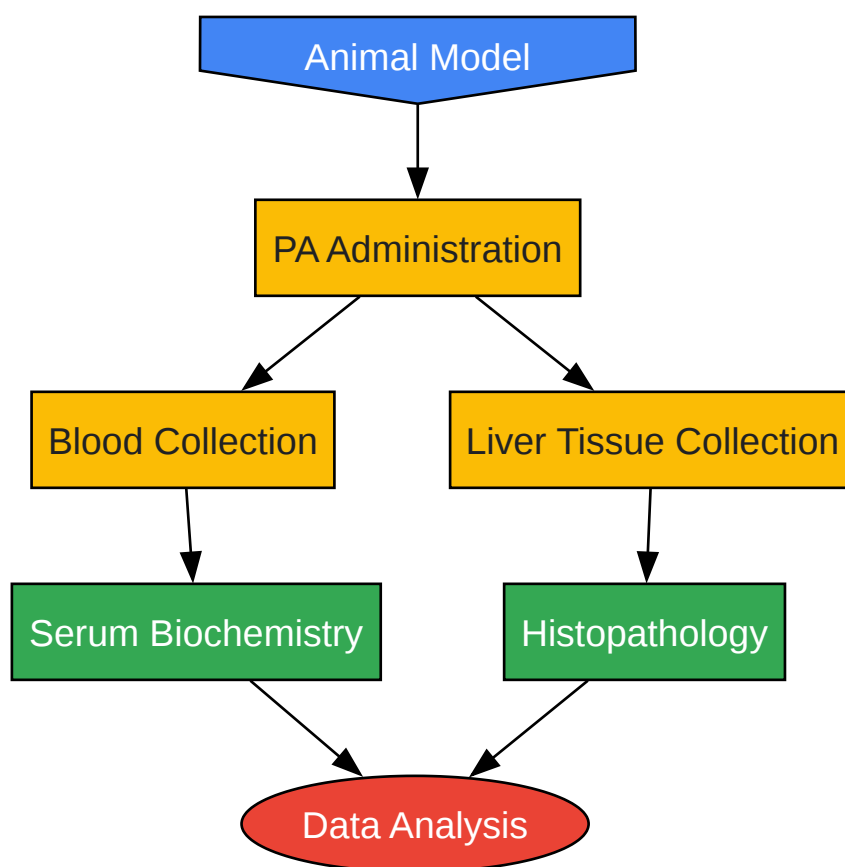 Animal Model
PA Administration
Blood Collection
Liver Tissue Collection
Serum Biochemistry
Histopathology
Data Analysis